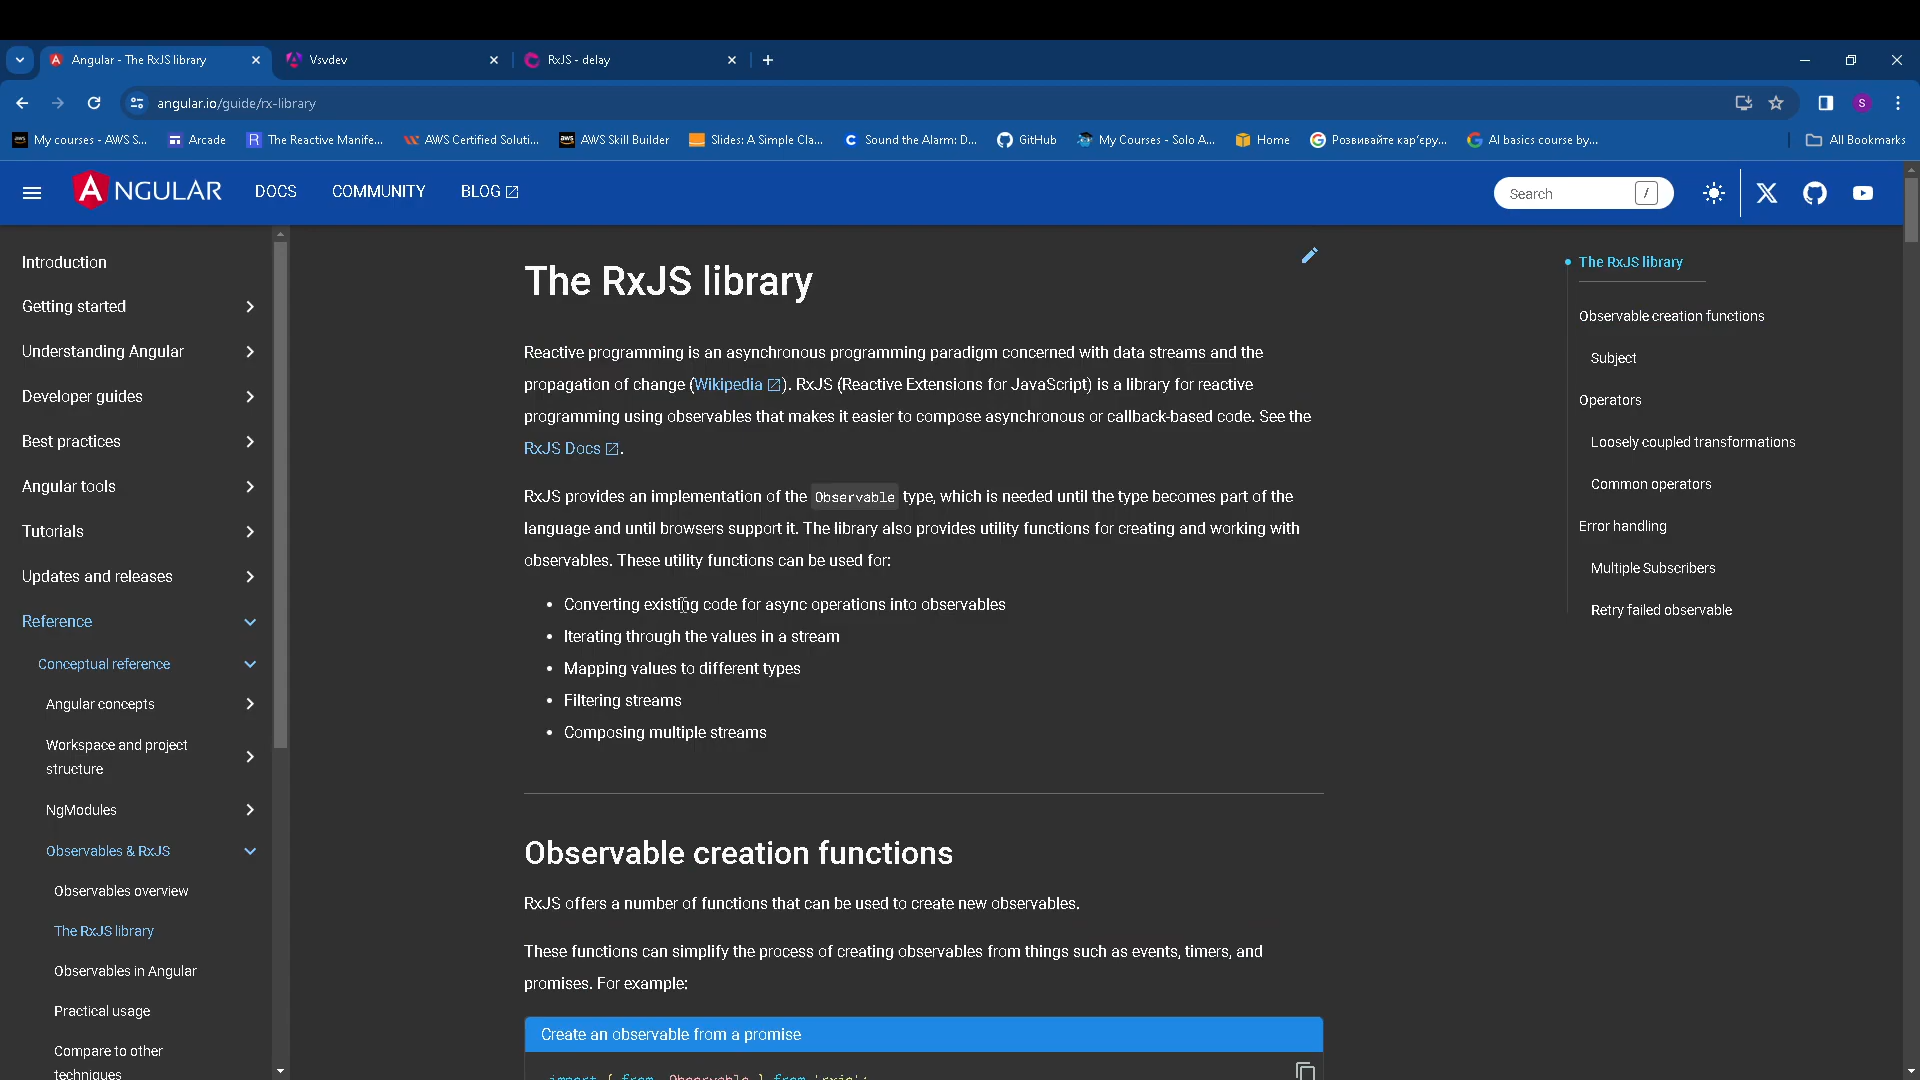 Angular - The RxJS library
Vsvdev
RxJS - delay
angular.io/guide/rx-library
S
My courses - AWS S...
Arcade
The Reactive Manife...
AWS Certified Soluti...
AWS Skill Builder
Slides: A Simple Cla...
Sound the Alarm: D...
GitHub
My Courses - Solo A...
Home
Розвивайте кар'єру...
AI basics course by...
All Bookmarks
ANGULAR
DOCS
COMMUNITY
BLOG
Search /
Introduction
Getting started
Understanding Angular
Developer guides
Best practices
Angular tools
Tutorials
Updates and releases
Reference
Conceptual reference
Angular concepts
Workspace and project
structure
NgModules
Observables & RxJS
Observables overview
The RxJS library
Observables in Angular
Practical usage
Compare to other
techniques
The RxJS library
Reactive programming is an asynchronous programming paradigm concerned with data streams and the
propagation of change (Wikipedia). RxJS (Reactive Extensions for JavaScript) is a library for reactive
programming using observables that makes it easier to compose asynchronous or callback-based code. See the
RxJS Docs.
RxJS provides an implementation of the Observable type, which is needed until the type becomes part of the
language and until browsers support it. The library also provides utility functions for creating and working with
observables. These utility functions can be used for:
• Converting existing code for async operations into observables
• Iterating through the values in a stream
• Mapping values to different types
• Filtering streams
• Composing multiple streams
Observable creation functions
RxJS offers a number of functions that can be used to create new observables.
These functions can simplify the process of creating observables from things such as events, timers, and
promises. For example:
Create an observable from a promise
import { from, Observable } from 'rxjs';
The RxJS library
Observable creation functions
Subject
Operators
Loosely coupled transformations
Common operators
Error handling
Multiple Subscribers
Retry failed observable